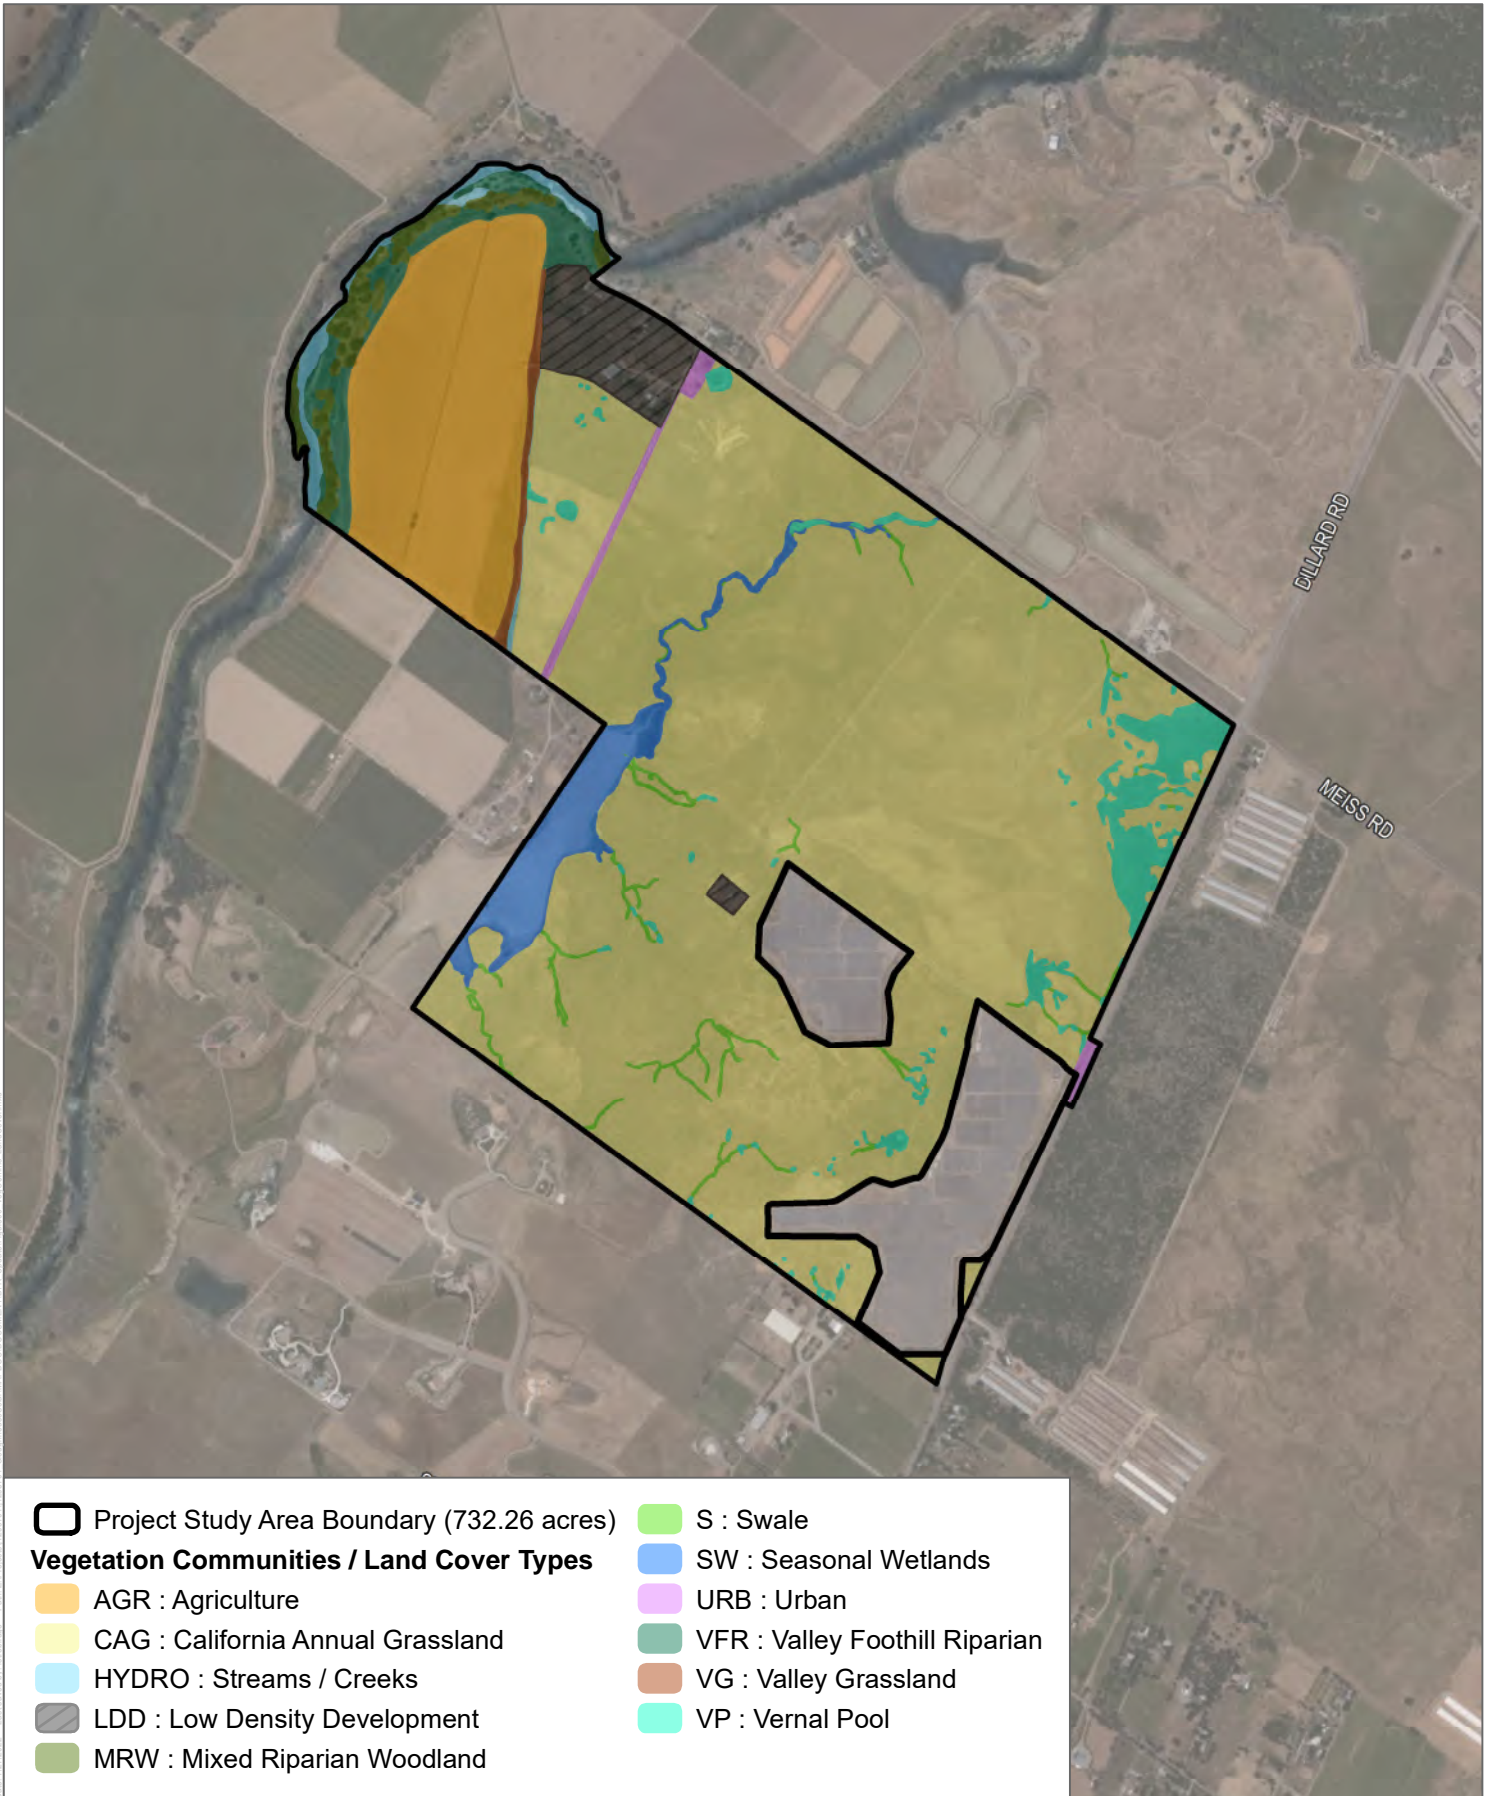 DILLARD RD
MEISS RD
Project Study Area Boundary (732.26 acres)
Vegetation Communities / Land Cover Types
AGR : Agriculture
CAG : California Annual Grassland
HYDRO : Streams / Creeks
LDD : Low Density Development
MRW : Mixed Riparian Woodland
S : Swale
SW : Seasonal Wetlands
URB : Urban
VFR : Valley Foothill Riparian
VG : Valley Grassland
VP : Vernal Pool